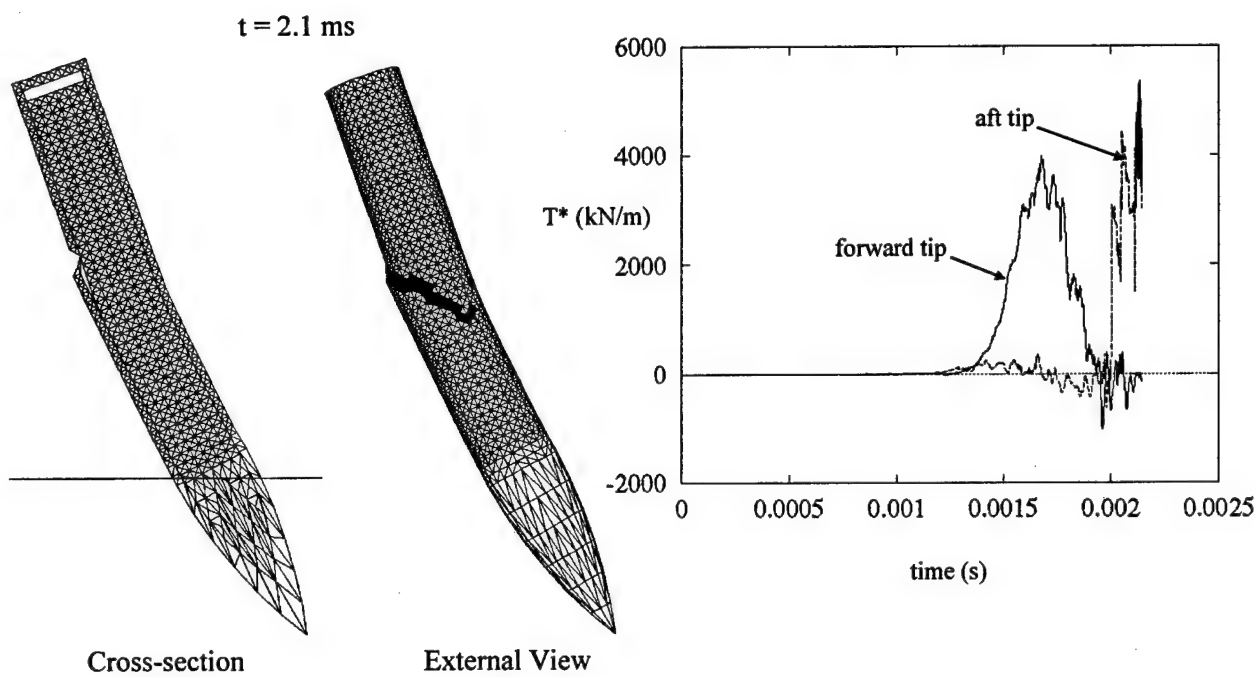 t = 2.1 ms
Cross-section
External View
6000
4000
2000
0
-2000
T* (kN/m)
aft tip
forward tip
0 0.0005 0.001 0.0015 0.002 0.0025
time (s)